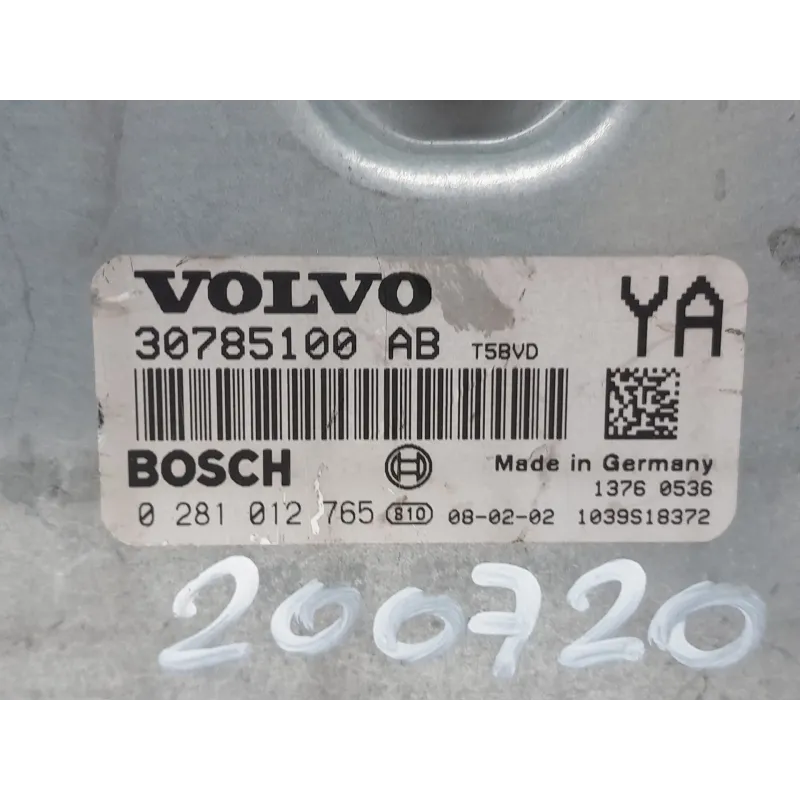 VOLVO YA
30785100 AB T5BVD
BOSCH Made in Germany
1376 0536
0 281 012 765 810 08-02-02 1039S18372
200720